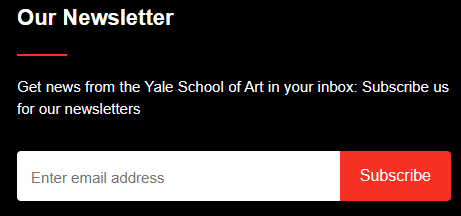 Our Newsletter
Get news from the Yale School of Art in your inbox: Subscribe us
for our newsletters
Enter email address
Subscribe